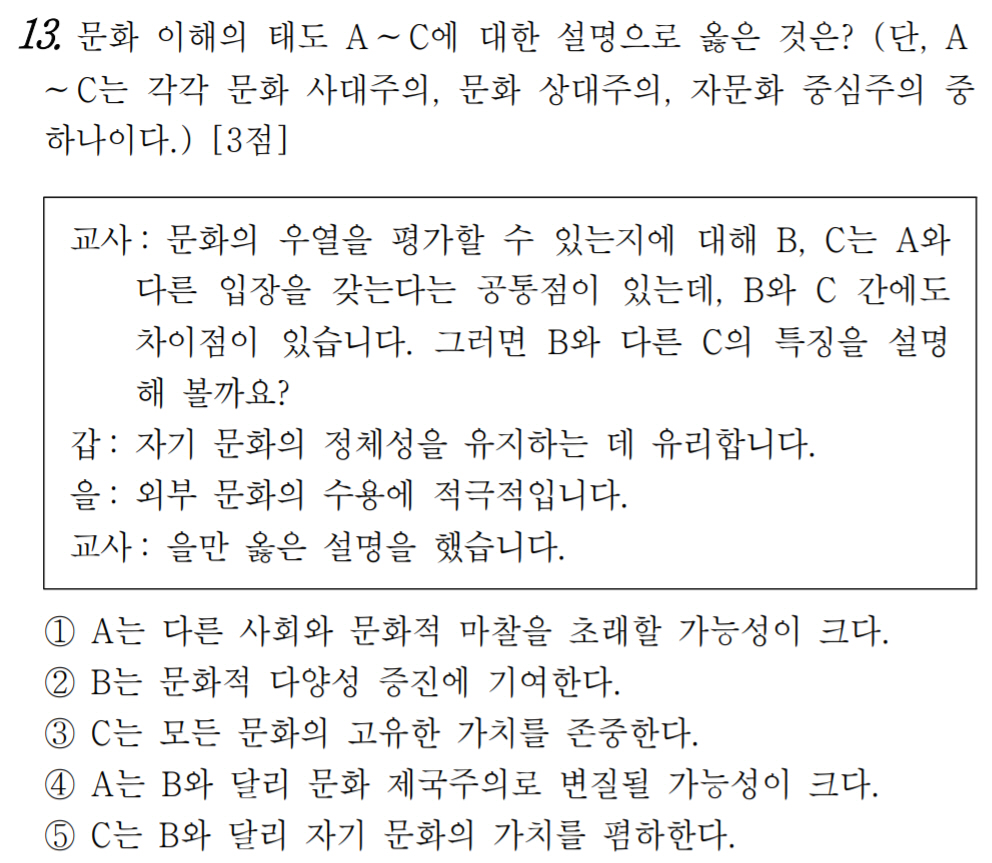 13. 문화 이해의 태도 A ~ C에 대한 설명으로 옳은 것은? (단, A
~ C는 각각 문화 사대주의, 문화 상대주의, 자문화 중심주의 중
하나이다.) [3점]
교사 : 문화의 우열을 평가할 수 있는지에 대해 B, C는 A와
다른 입장을 갖는다는 공통점이 있는데, B와 C 간에도
차이점이 있습니다. 그러면 B와 다른 C의 특징을 설명
해 볼까요?
갑 : 자기 문화의 정체성을 유지하는 데 유리합니다.
을 : 외부 문화의 수용에 적극적입니다.
교사 : 을만 옳은 설명을 했습니다.
① A는 다른 사회와 문화적 마찰을 초래할 가능성이 크다.
② B는 문화적 다양성 증진에 기여한다.
③ C는 모든 문화의 고유한 가치를 존중한다.
④ A는 B와 달리 문화 제국주의로 변질될 가능성이 크다.
⑤ C는 B와 달리 자기 문화의 가치를 폄하한다.